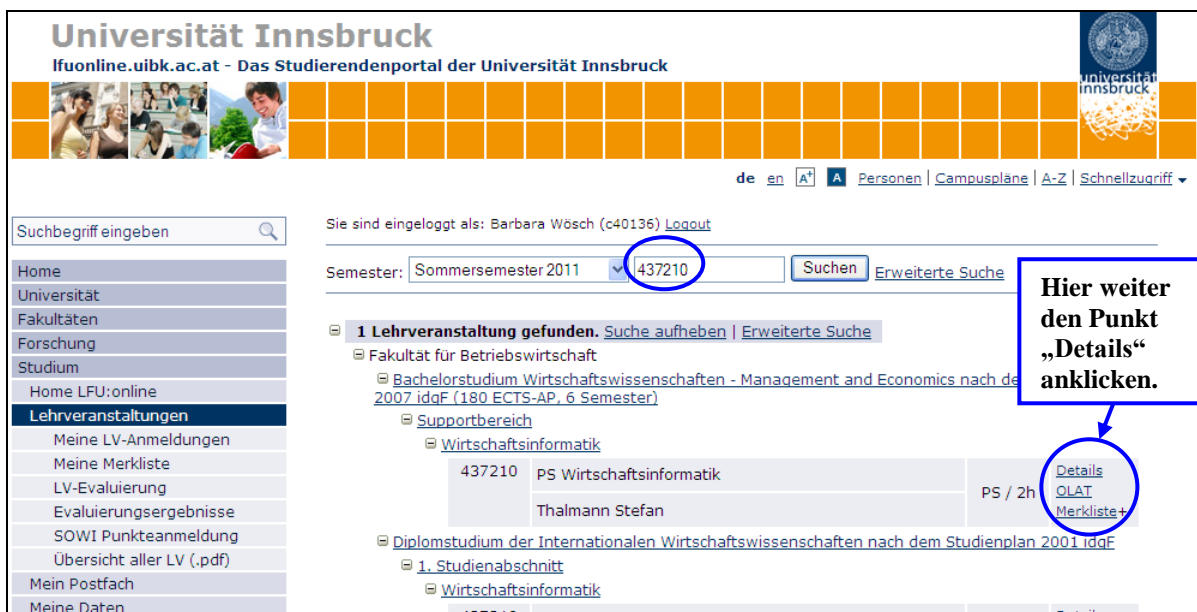 Universität Innsbruck
lfuonline.uibk.ac.at - Das Studierendenportal der Universität Innsbruck
universität
innsbruck
de en A+ A Personen | Campuspläne | A-Z | Schnellzugriff
Suchbegriff eingeben
Home
Universität
Fakultäten
Forschung
Studium
Home LFU:online
Lehrveranstaltungen
Meine LV-Anmeldungen
Meine Merkliste
LV-Evaluierung
Evaluierungsergebnisse
SOWI Punkteanmeldung
Übersicht aller LV (.pdf)
Mein Postfach
Meine Daten
Sie sind eingeloggt als: Barbara Wösch (c40136) Logout
Semester: Sommersemester 2011 437210 Suchen Erweiterte Suche
Hier weiter
den Punkt
„Details“
anklicken.
1 Lehrveranstaltung gefunden. Suche aufheben | Erweiterte Suche
Fakultät für Betriebswirtschaft
Bachelorstudium Wirtschaftswissenschaften - Management and Economics nach de
2007 idgF (180 ECTS-AP, 6 Semester)
Supportbereich
Wirtschaftsinformatik
437210 PS Wirtschaftsinformatik
Thalmann Stefan
PS / 2h
Details
OLAT
Merkliste+
Diplomstudium der Internationalen Wirtschaftswissenschaften nach dem Studienplan 2001 idgF
1. Studienabschnitt
Wirtschaftsinformatik